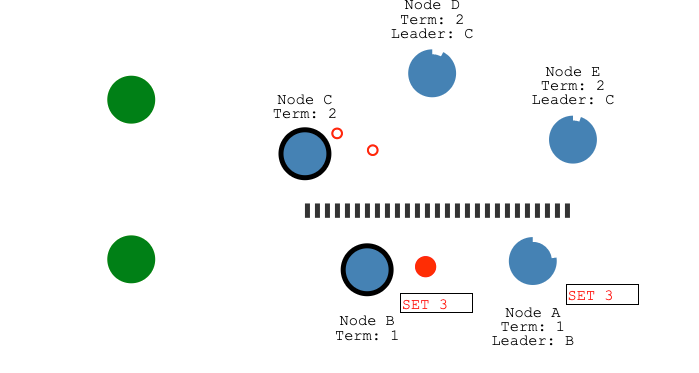 Node D
Term: 2
Leader: C
Node E
Term: 2
Leader: C
Node C
Term: 2
SET 3
SET 3
Node B
Term: 1
Node A
Term: 1
Leader: B